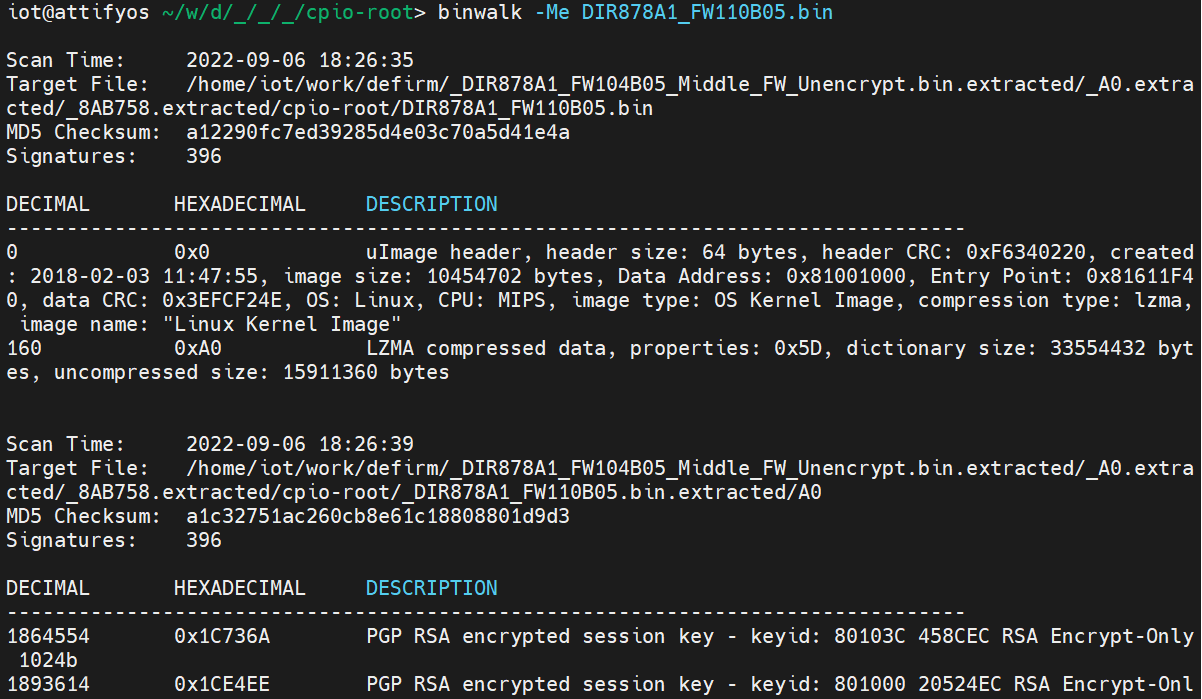 iot@attifyos ~/w/d/_/_/_/cpio-root> binwalk -Me DIR878A1_FW110B05.bin
Scan Time:     2022-09-06 18:26:35
Target File:   /home/iot/work/defirm/_DIR878A1_FW104B05_Middle_FW_Unencrypt.bin.extracted/_A0.extra
cted/_8AB758.extracted/cpio-root/DIR878A1_FW110B05.bin
MD5 Checksum:  a12290fc7ed39285d4e03c70a5d41e4a
Signatures:    396
DECIMAL       HEXADECIMAL     DESCRIPTION
--------------------------------------------------------------------------------
0             0x0             uImage header, header size: 64 bytes, header CRC: 0xF6340220, created
: 2018-02-03 11:47:55, image size: 10454702 bytes, Data Address: 0x81001000, Entry Point: 0x81611F4
0, data CRC: 0x3EFCF24E, OS: Linux, CPU: MIPS, image type: OS Kernel Image, compression type: lzma,
 image name: "Linux Kernel Image"
160           0xA0            LZMA compressed data, properties: 0x5D, dictionary size: 33554432 byt
es, uncompressed size: 15911360 bytes
Scan Time:     2022-09-06 18:26:39
Target File:   /home/iot/work/defirm/_DIR878A1_FW104B05_Middle_FW_Unencrypt.bin.extracted/_A0.extra
cted/_8AB758.extracted/cpio-root/_DIR878A1_FW110B05.bin.extracted/A0
MD5 Checksum:  a1c32751ac260cb8e61c18808801d9d3
Signatures:    396
DECIMAL       HEXADECIMAL     DESCRIPTION
--------------------------------------------------------------------------------
1864554       0x1C736A        PGP RSA encrypted session key - keyid: 80103C 458CEC RSA Encrypt-Only
 1024b
1893614       0x1CE4EE        PGP RSA encrypted session key - keyid: 801000 20524EC RSA Encrypt-Onl